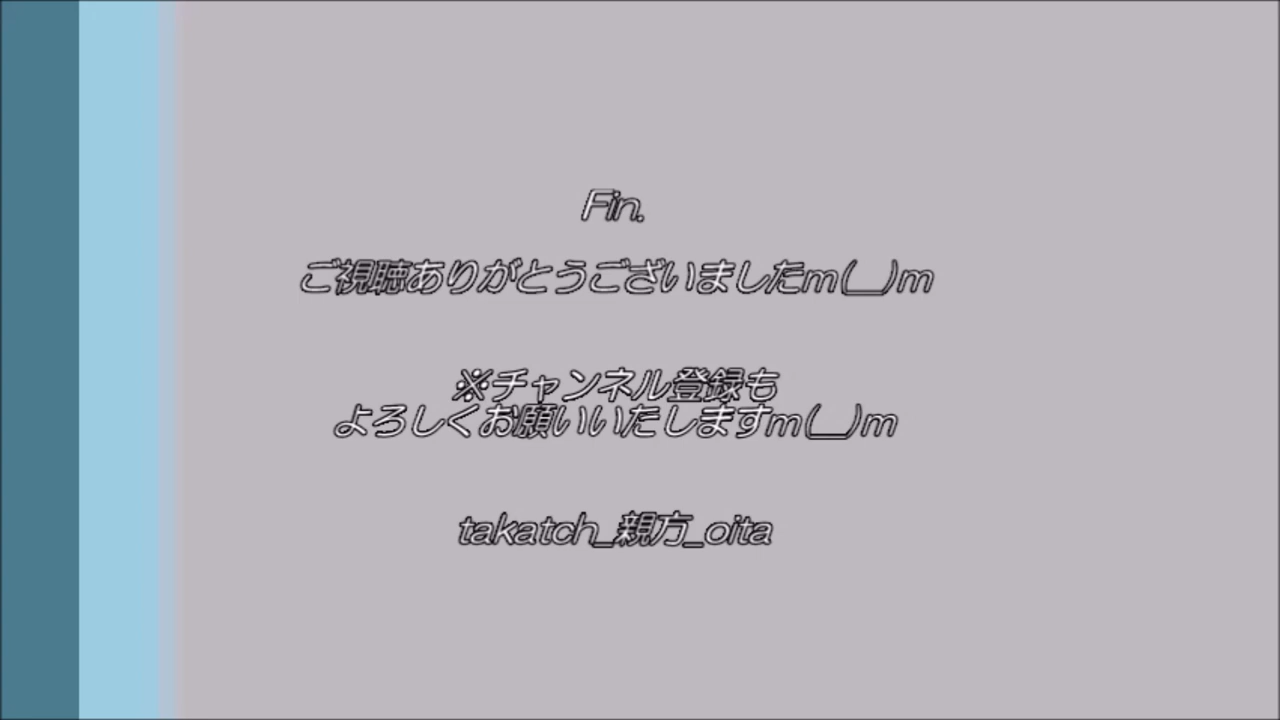 Fin.
ご視聴ありがとうございましたm(__)m
※チャンネル登録も
よろしくお願いいたしますm(__)m
takatch_親方_oita